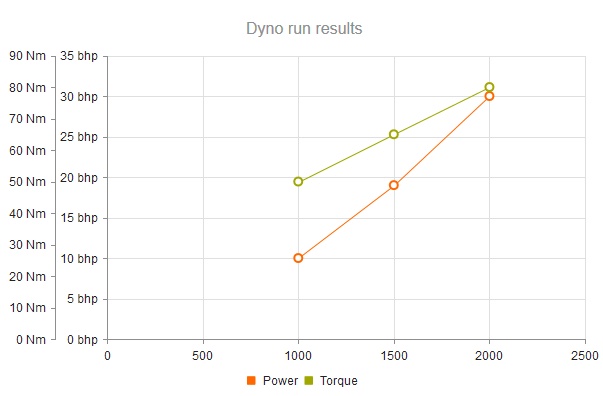 Dyno run results
90 Nm 35 bhp
80 Nm 30 bhp
70 Nm 25 bhp
60 Nm 20 bhp
50 Nm 15 bhp
40 Nm 10 bhp
30 Nm 5 bhp
20 Nm 0 bhp
10 Nm
0 Nm
0 500 1000 1500 2000 2500
Power Torque